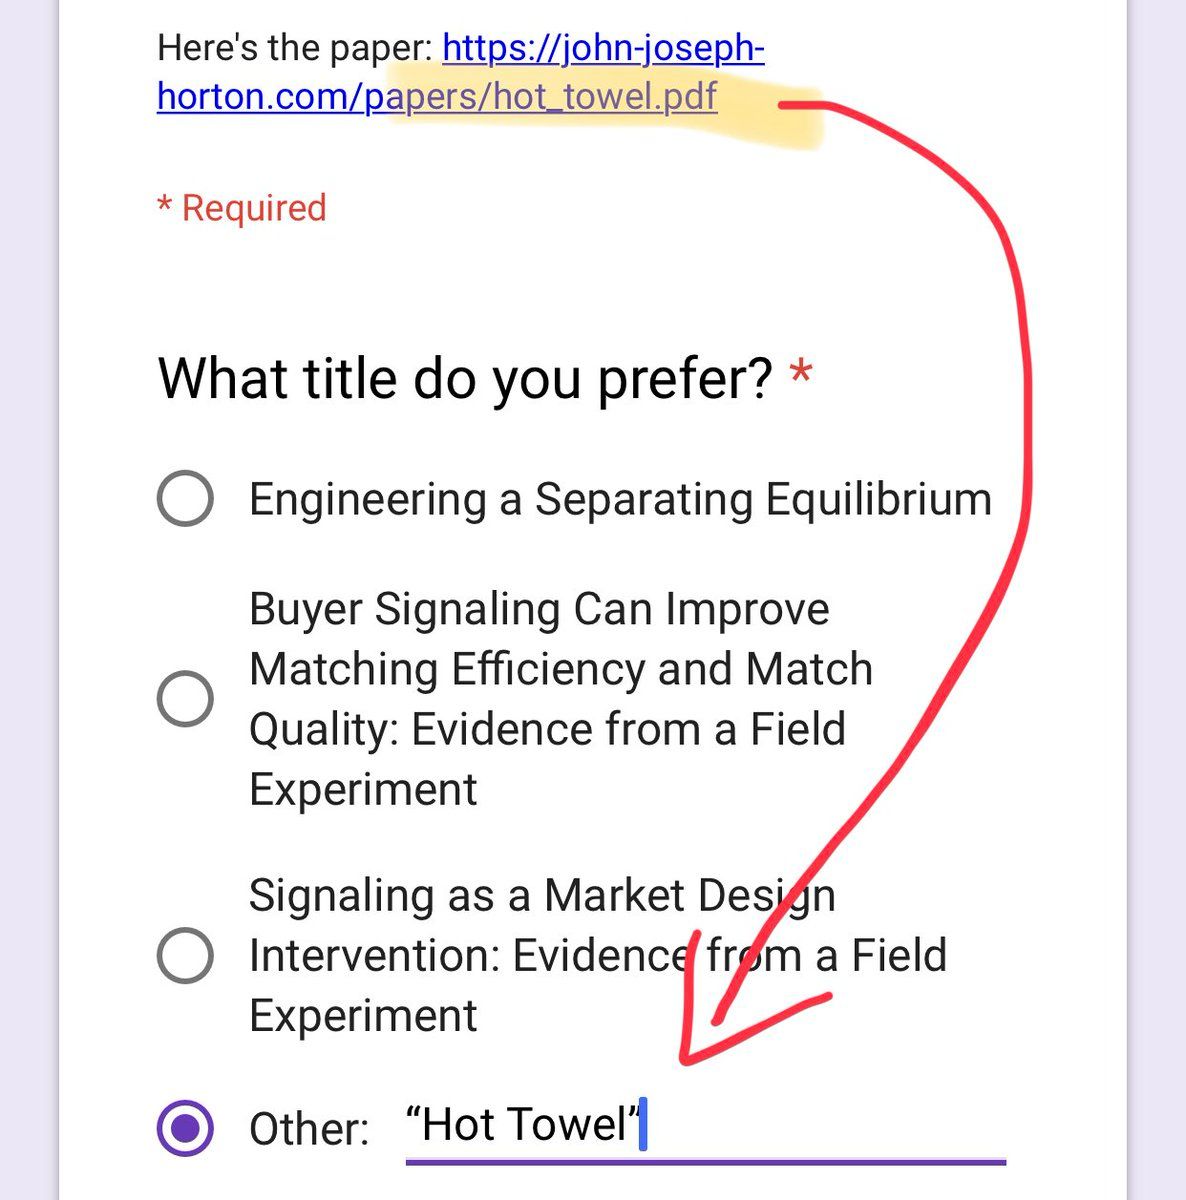 Here's the paper: https://john-joseph-
horton.com/papers/hot_towel.pdf
* Required
What title do you prefer? *
Engineering a Separating Equilibrium
Buyer Signaling Can Improve
Matching Efficiency and Match
Quality: Evidence from a Field
Experiment
Signaling as a Market Design
Intervention: Evidence from a Field
Experiment
Other: “Hot Towel”